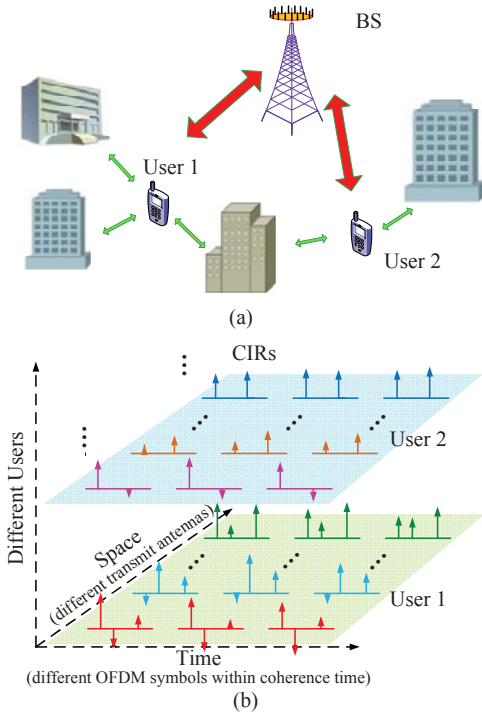 BS
User 1
User 2
(a)
CIRs
User 2
Different Users
Space
(different transmit antennas)
User 1
Time
(different OFDM symbols within coherence time)
(b)